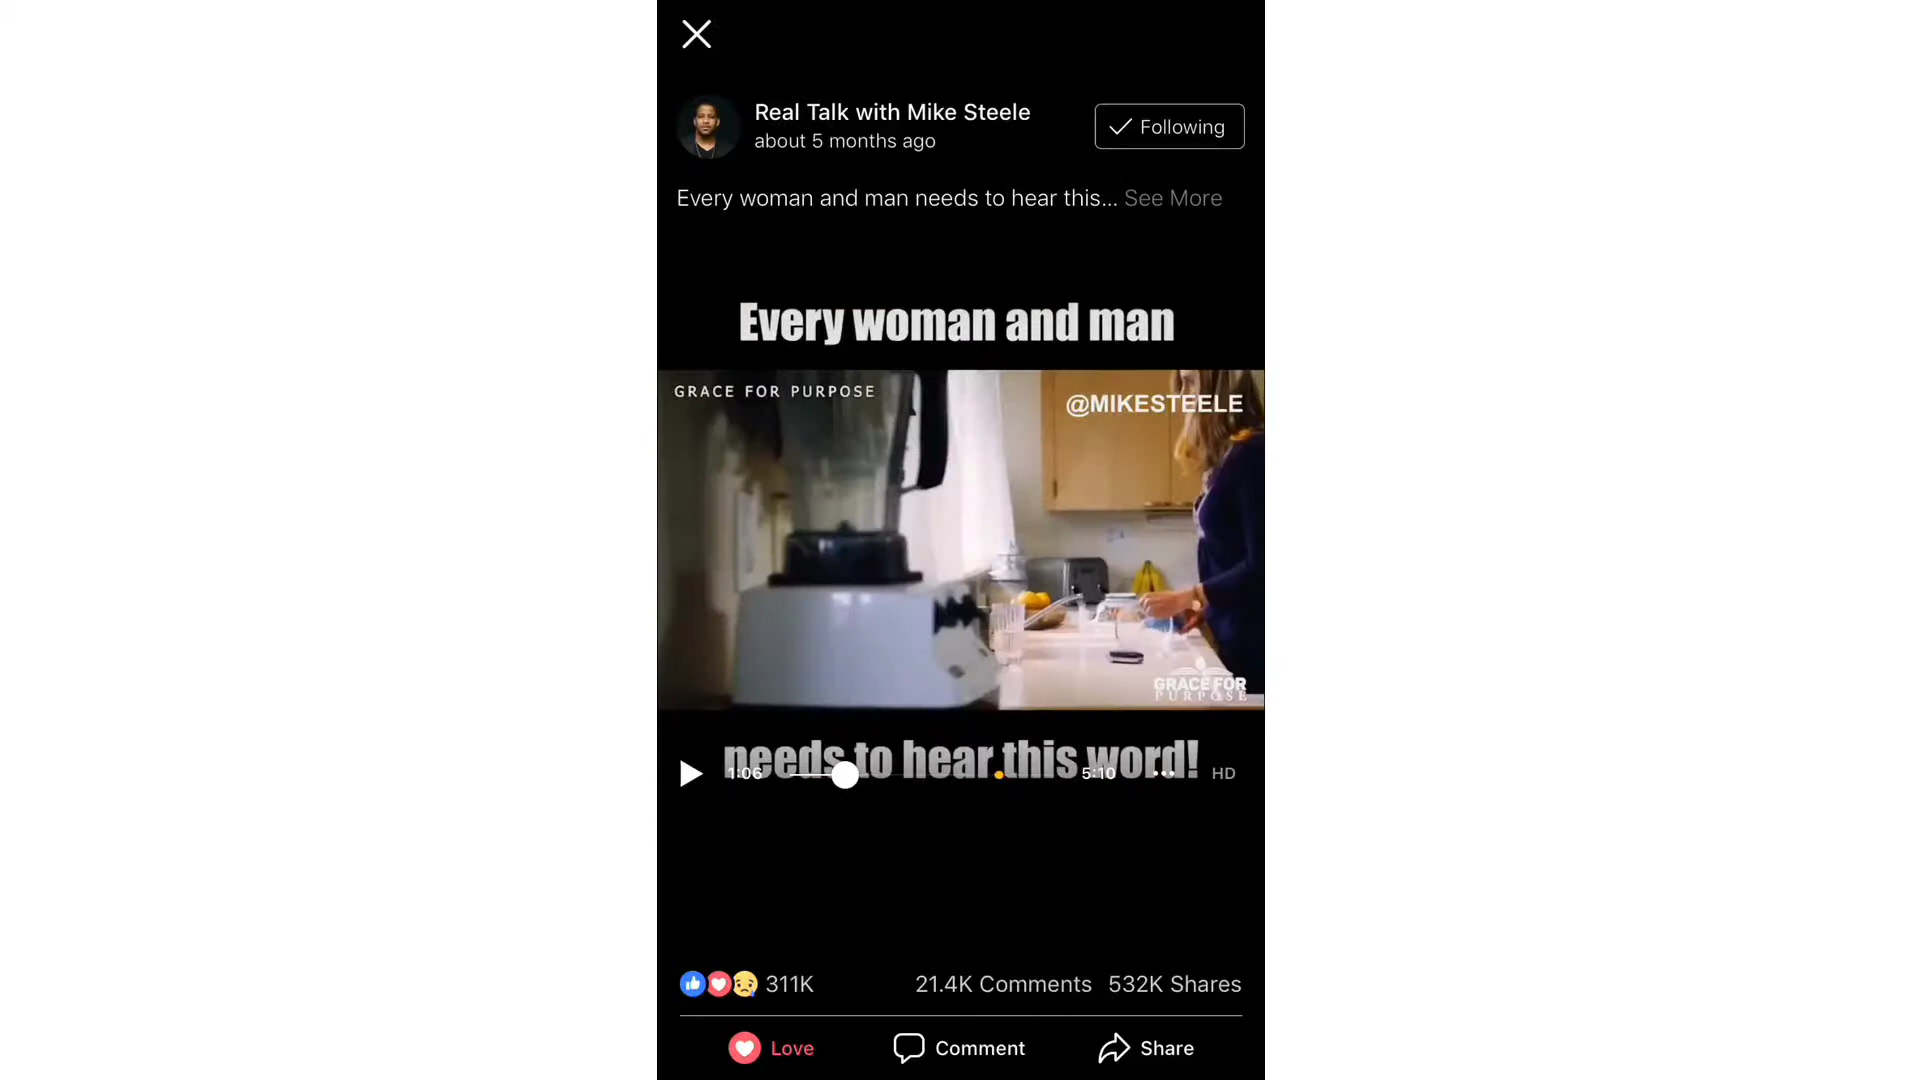 Real Talk with Mike Steele
about 5 months ago
Following
Every woman and man needs to hear this... See More
Every woman and man
GRACE FOR PURPOSE
@MIKESTEELE
GRACE FOR
PURPOSE
needs to hear this word!
1:06
5:10
HD
311K
21.4K Comments
532K Shares
Love
Comment
Share